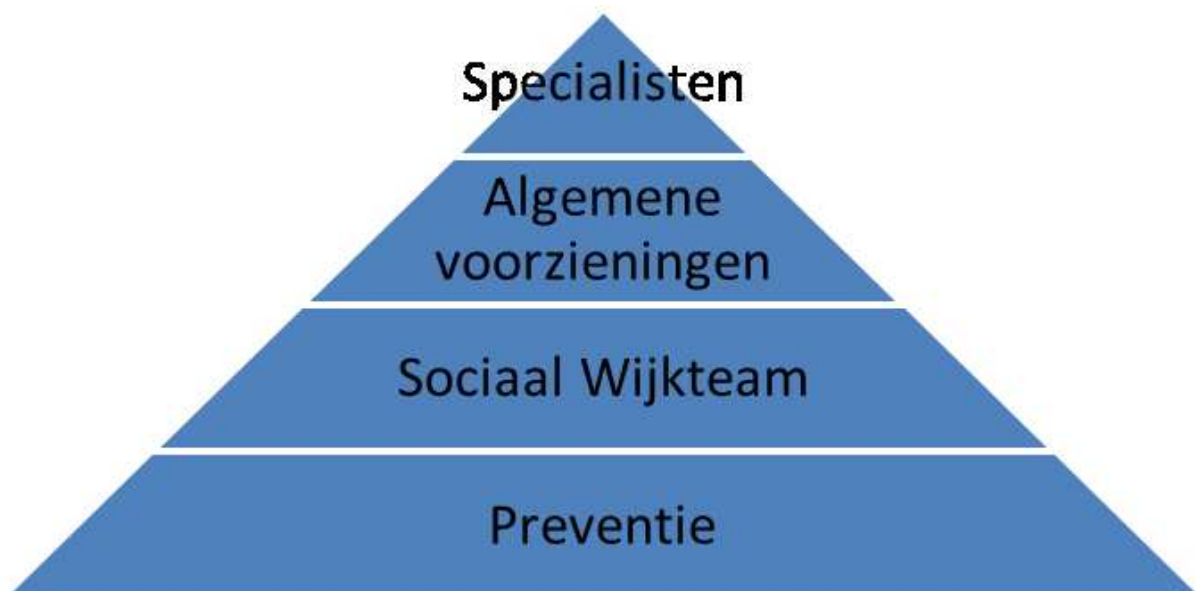 Specialisten
Algemene
voorzieningen
Sociaal Wijkteam
Preventie